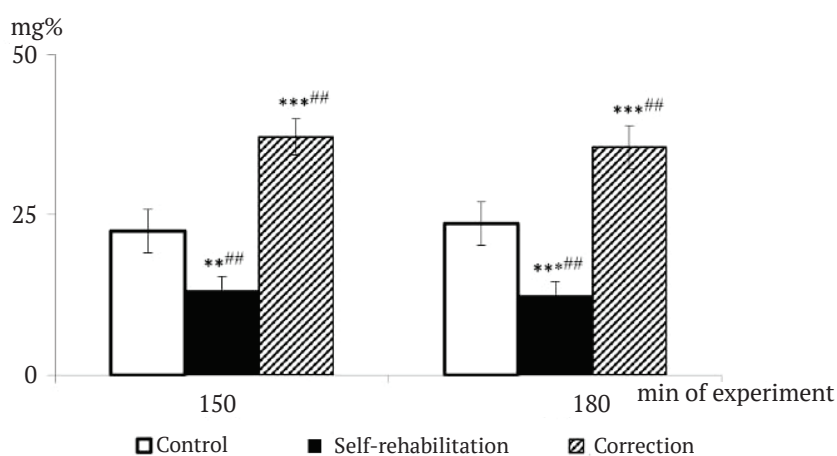 mg%
50
***## ***##
25
**## ***##
0
150 180 min of experiment
Control Self-rehabilitation Correction